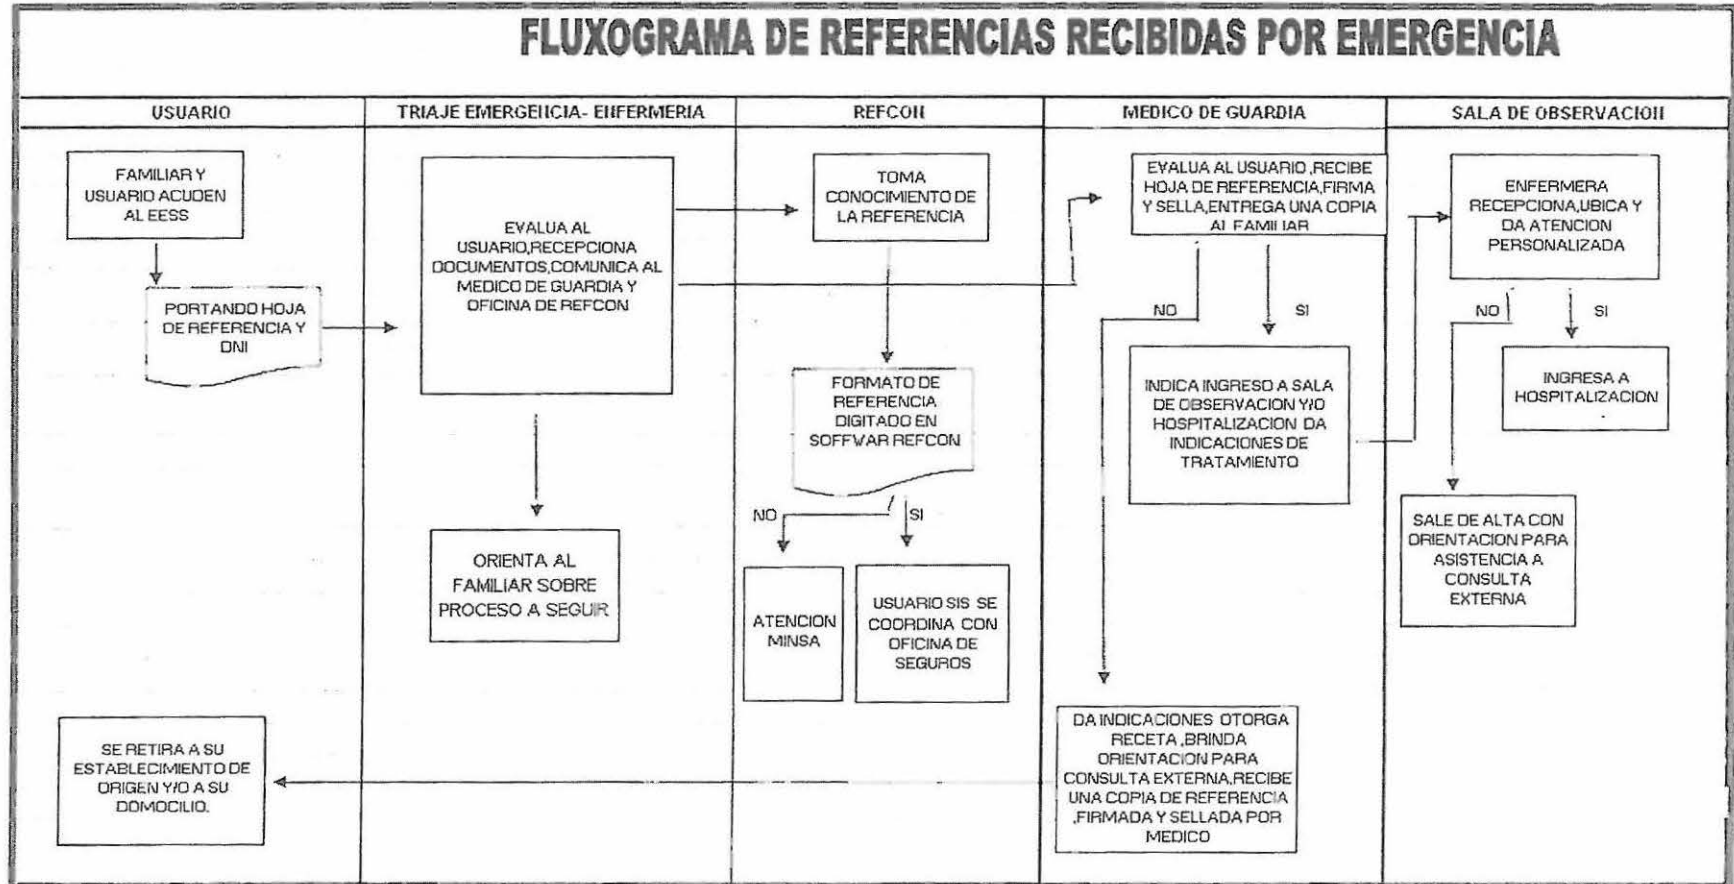 FLUXOGRAMA DE REFERENCIAS RECIBIDAS POR EMERGENCIA
USUARIO
TRIAJE EMERGENCIA- ENFERMERIA
REFCON
MEDICO DE GUARDIA
SALA DE OBSERVACION
FAMILIAR Y
USUARIO ACUDEN
AL EESS
PORTANDO HOJA
DE REFERENCIA Y
DNI
SE RETIRA A SU
ESTABLECIMIENTO DE
ORIGEN Y/O A SU
DOMOCILIO.
EVALUA AL
USUARIO,RECEPCIONA
DOCUMENTOS,COMUNICA AL
MEDICO DE GUARDIA Y
OFICINA DE REFCON
ORIENTA AL
FAMILIAR SOBRE
PROCESO A SEGUIR
TOMA
CONOCIMIENTO DE
LA REFERENCIA
FORMATO DE
REFERENCIA
DIGITADO EN
SOFFWAR REFCON
NO
SI
ATENCION
MINSA
USUARIO SIS SE
COORDINA CON
OFICINA DE
SEGUROS
EVALUA AL USUARIO ,RECIBE
HOJA DE REFERENCIA,FIRMA
Y SELLA,ENTREGA UNA COPIA
AL FAMILIAR
NO
SI
INDICA INGRESO A SALA
DE OBSERVACION Y/O
HOSPITALIZACION DA
INDICACIONES DE
TRATAMIENTO
DA INDICACIONES OTORGA
RECETA ,BRINDA
ORIENTACION PARA
CONSULTA EXTERNA,RECIBE
UNA COPIA DE REFERENCIA
,FIRMADA Y SELLADA POR
MEDICO
ENFERMERA
RECEPCIONA,UBICA Y
DA ATENCION
PERSONALIZADA
NO
SI
INGRESA A
HOSPITALIZACION
SALE DE ALTA CON
ORIENTACION PARA
ASISTENCIA A
CONSULTA
EXTERNA